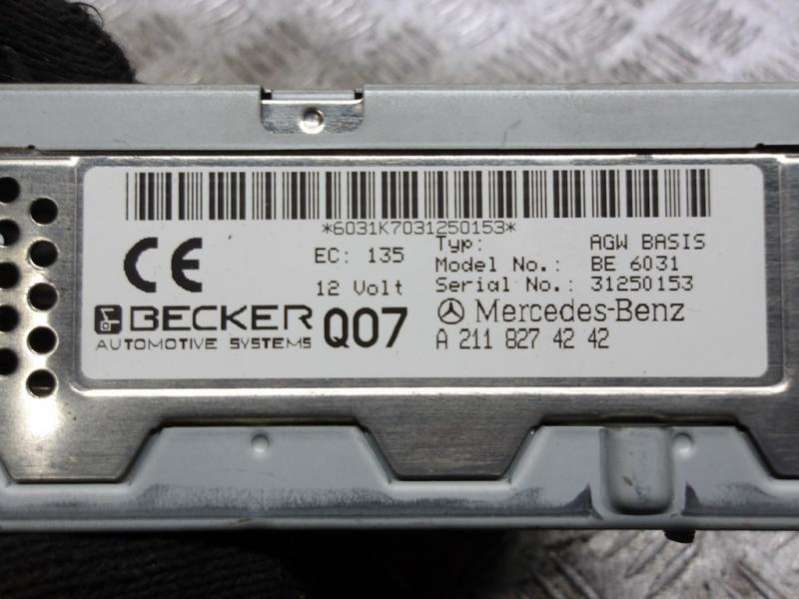 *6031K7031250153*
CE
EC: 135
12 Volt
Typ: AGW BASIS
Model No.: BE 6031
Serial No.: 31250153
BECKER
AUTOMOTIVE SYSTEMS
Q07
Mercedes-Benz
A 211 827 42 42